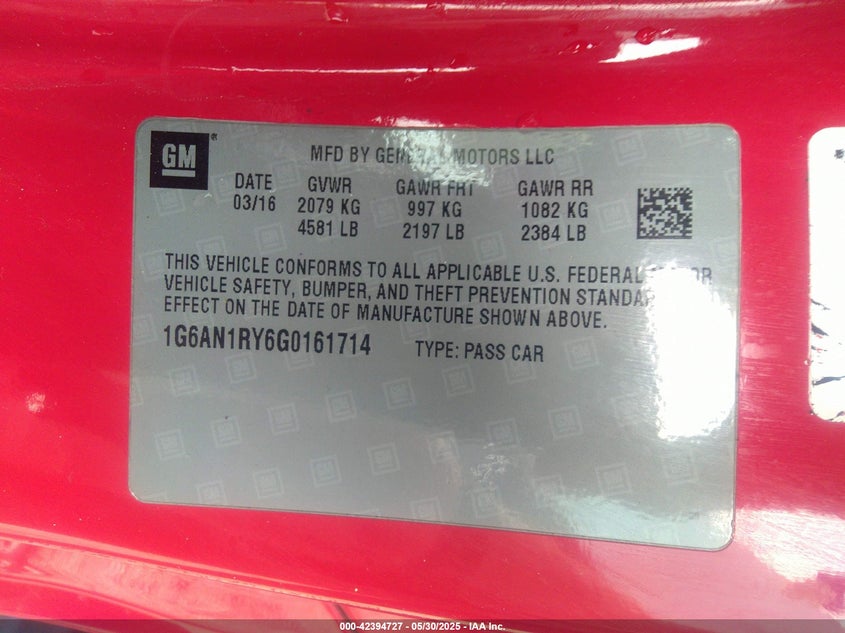 GM
MFD BY GENERAL MOTORS LLC
DATE GVWR GAWR FRT GAWR RR
03/16 2079 KG 997 KG 1082 KG
4581 LB 2197 LB 2384 LB
THIS VEHICLE CONFORMS TO ALL APPLICABLE U.S. FEDERAL MOTOR
VEHICLE SAFETY, BUMPER, AND THEFT PREVENTION STANDARDS IN
EFFECT ON THE DATE OF MANUFACTURE SHOWN ABOVE.
1G6AN1RY6G0161714 TYPE: PASS CAR
000-42394727 - 05/30/2025 - IAA Inc.